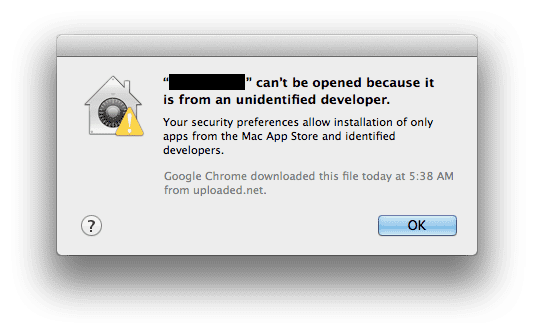 “ ” can't be opened because it
is from an unidentified developer.
Your security preferences allow installation of only
apps from the Mac App Store and identified
developers.
Google Chrome downloaded this file today at 5:38 AM
from uploaded.net.
?
OK